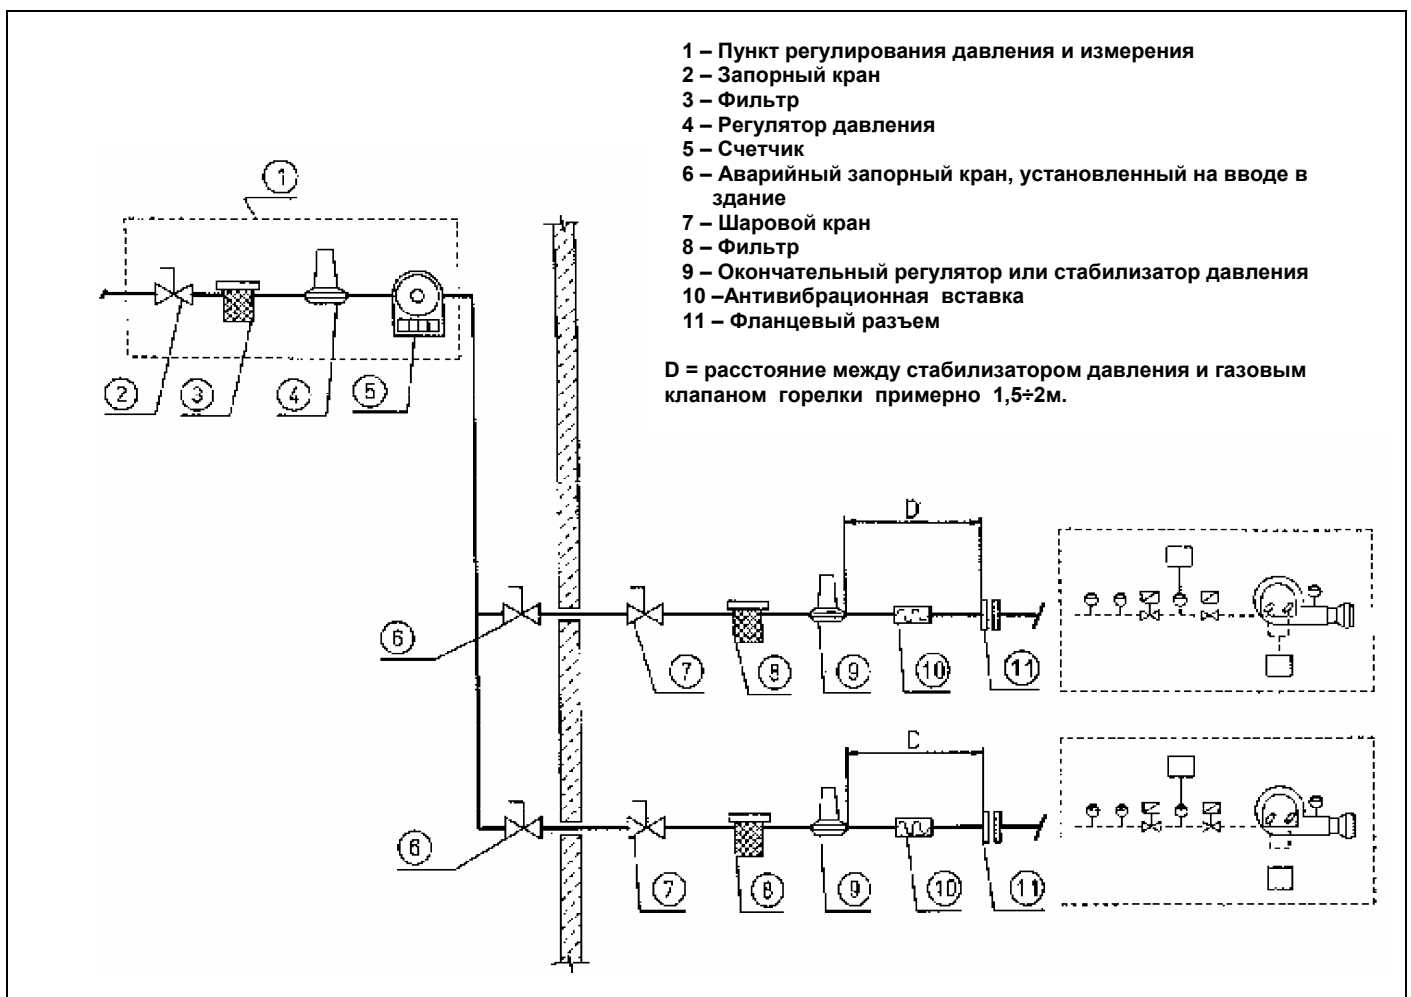 1 – Пункт регулирования давления и измерения
2 – Запорный кран
3 – Фильтр
4 – Регулятор давления
5 – Счетчик
6 – Аварийный запорный кран, установленный на вводе в
здание
7 – Шаровой кран
8 – Фильтр
9 – Окончательный регулятор или стабилизатор давления
10 –Антивибрационная вставка
11 – Фланцевый разъем
D = расстояние между стабилизатором давления и газовым
клапаном горелки примерно 1,5÷2м.
1
2 3 4 5
D
6 7 8 9 10 11
D
6 7 8 9 10 11